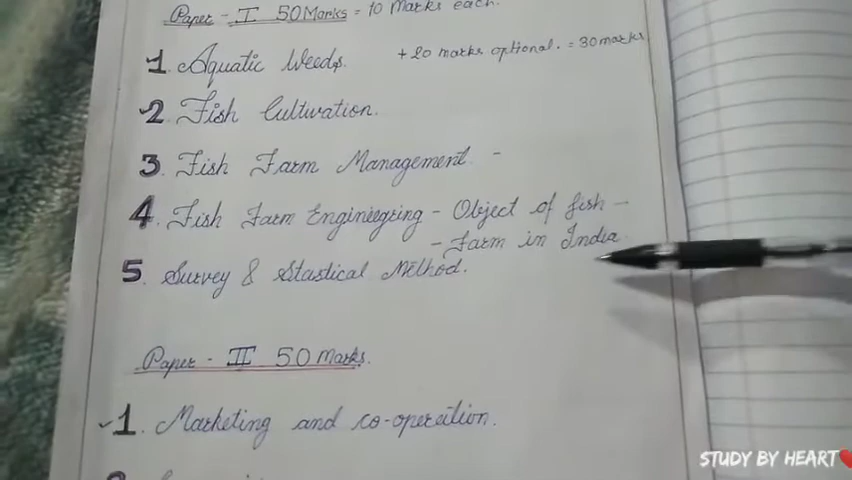 Paper - I 50 Marks = 10 Marks each.
+ 20 marks optional. = 30 marks
1 Aquatic Weeds.
2 Fish Cultivation.
3 Fish Farm Management -
4. Fish Farm Engineegring - Object of fish -
- Farm in India
5. Survey & Stastical Method.
Paper - II 50 Marks.
1. Marketing and co-opereition.
STUDY BY HEART❤